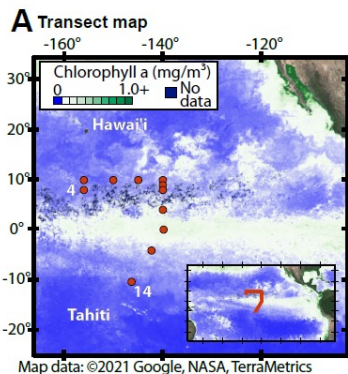 A Transect map
-160° -140° -120°
Chlorophyll a (mg/m³)
0 1.0+ No data
30°
20°
Hawai'i
10°
4
0°
-10°
14
Tahiti
-20°
Map data: ©2021 Google, NASA, TerraMetrics